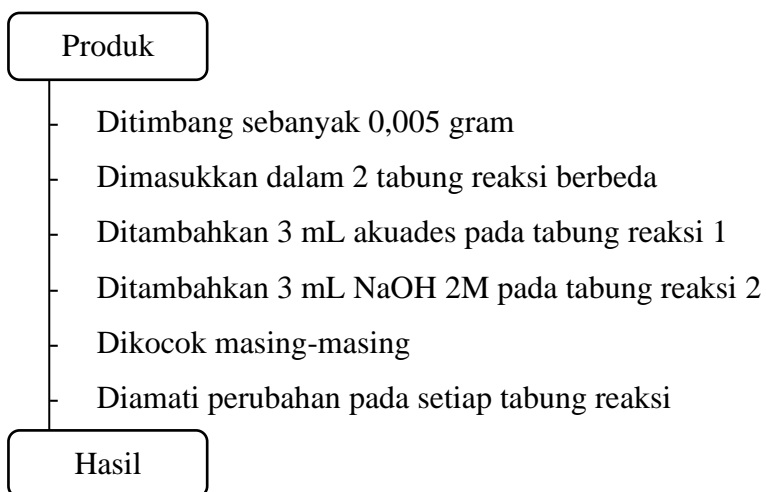 Produk
- Ditimbang sebanyak 0,005 gram
- Dimasukkan dalam 2 tabung reaksi berbeda
- Ditambahkan 3 mL akuades pada tabung reaksi 1
- Ditambahkan 3 mL NaOH 2M pada tabung reaksi 2
- Dikocok masing-masing
- Diamati perubahan pada setiap tabung reaksi
Hasil